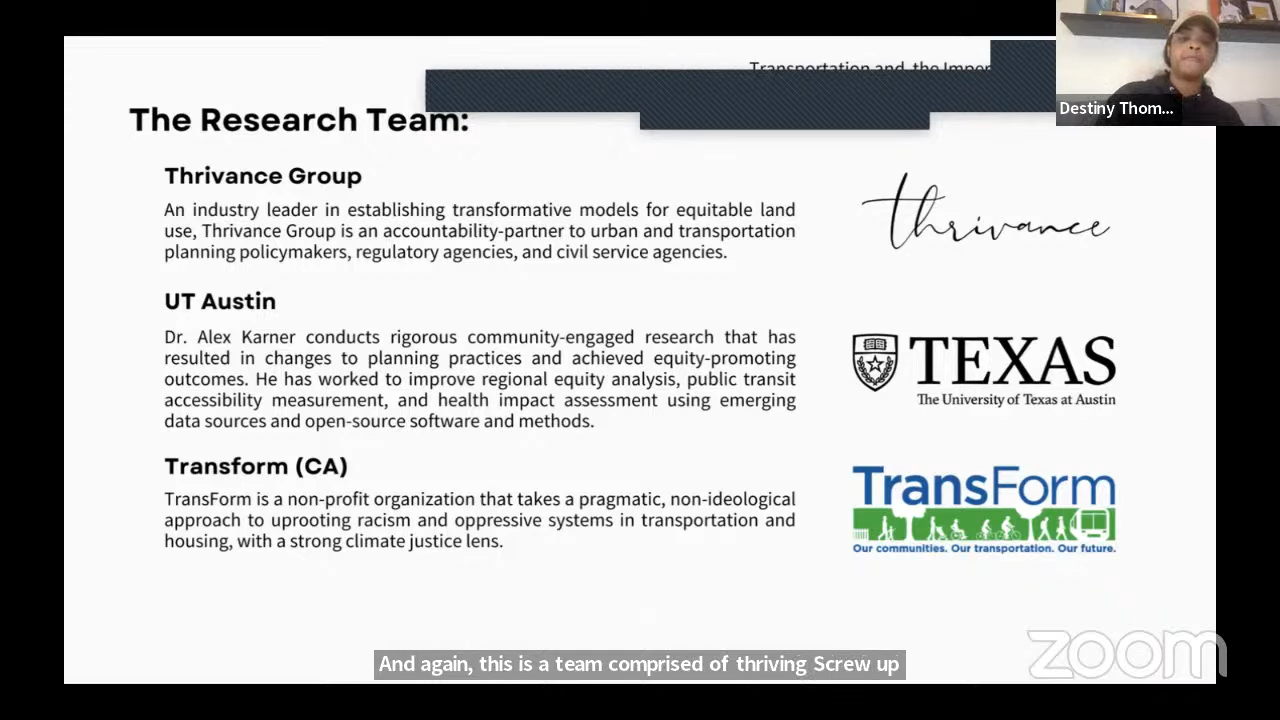 Transportation and the
Destiny Thom...
The Research Team:
Thrivance Group
An industry leader in establishing transformative models for equitable land
use, Thrivance Group is an accountability-partner to urban and transportation
planning policymakers, regulatory agencies, and civil service agencies.
thrivance
UT Austin
Dr. Alex Karner conducts rigorous community-engaged research that has
resulted in changes to planning practices and achieved equity-promoting
outcomes. He has worked to improve regional equity analysis, public transit
accessibility measurement, and health impact assessment using emerging
data sources and open-source software and methods.
TEXAS
The University of Texas at Austin
Transform (CA)
TransForm is a non-profit organization that takes a pragmatic, non-ideological
approach to uprooting racism and oppressive systems in transportation and
housing, with a strong climate justice lens.
TransForm
Our communities. Our transportation. Our future.
And again, this is a team comprised of thriving Screw up
zoom